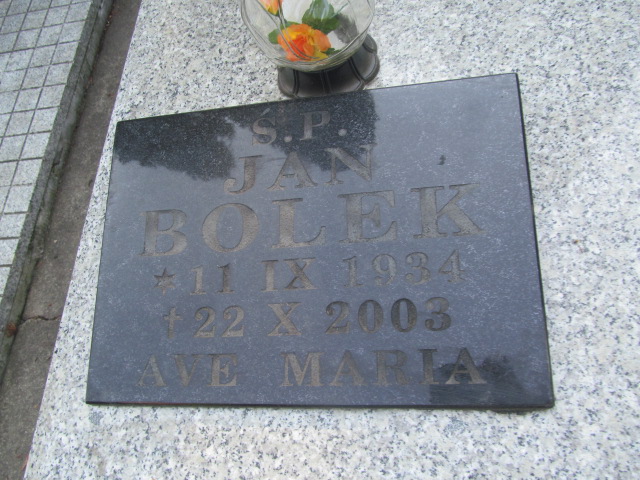 S.P.
JAN
BOLEK
* 11 IX 1934
† 22 X 2003
AVE MARIA